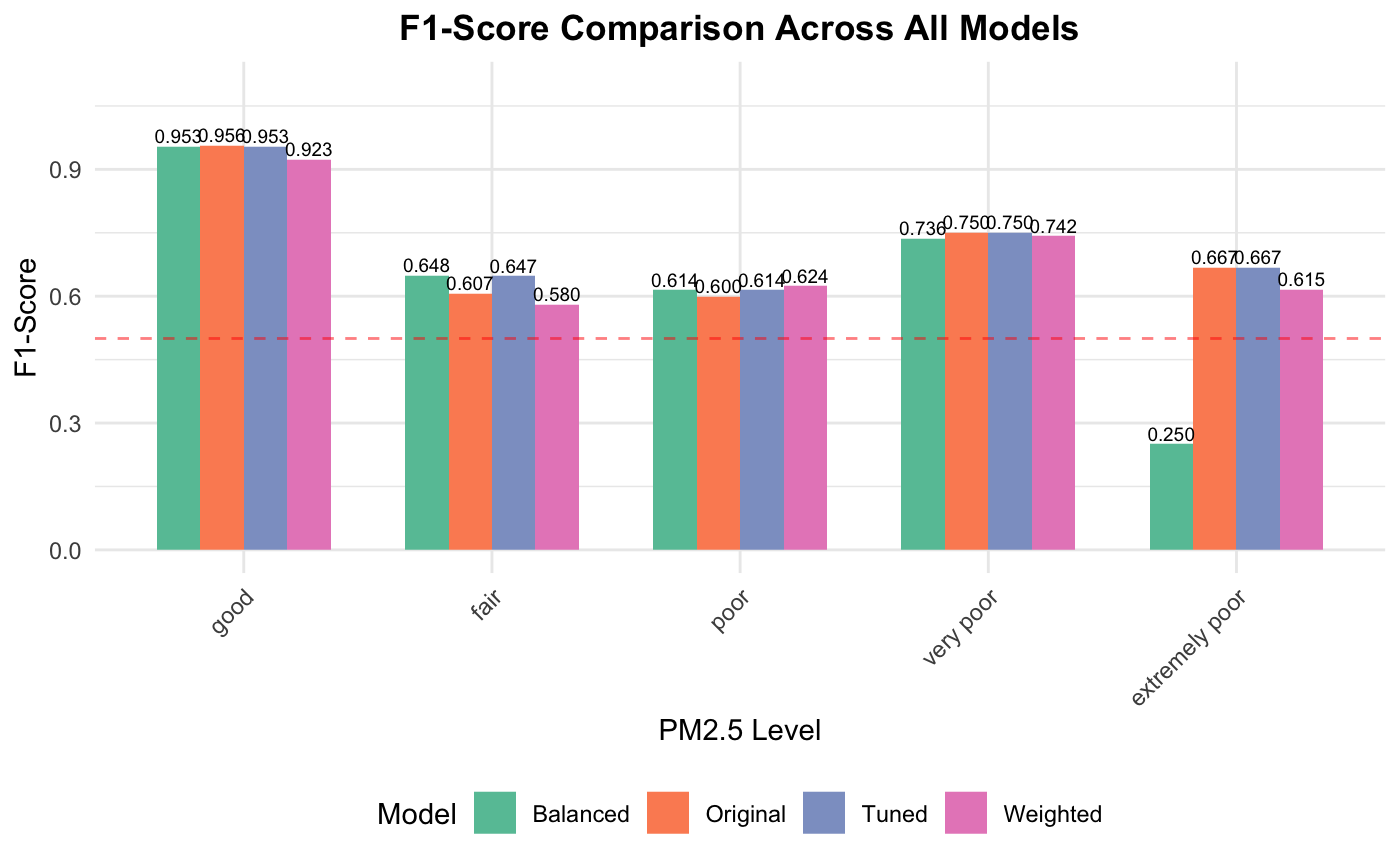 F1-Score Comparison Across All Models
F1-Score
0.9
0.6
0.3
0.0
0.953 0.956 0.953 0.923
0.648 0.607 0.647 0.580
0.614 0.600 0.614 0.624
0.736 0.750 0.750 0.742
0.250 0.667 0.667 0.615
good
fair
poor
very poor
extremely poor
PM2.5 Level
Model Balanced Original Tuned Weighted